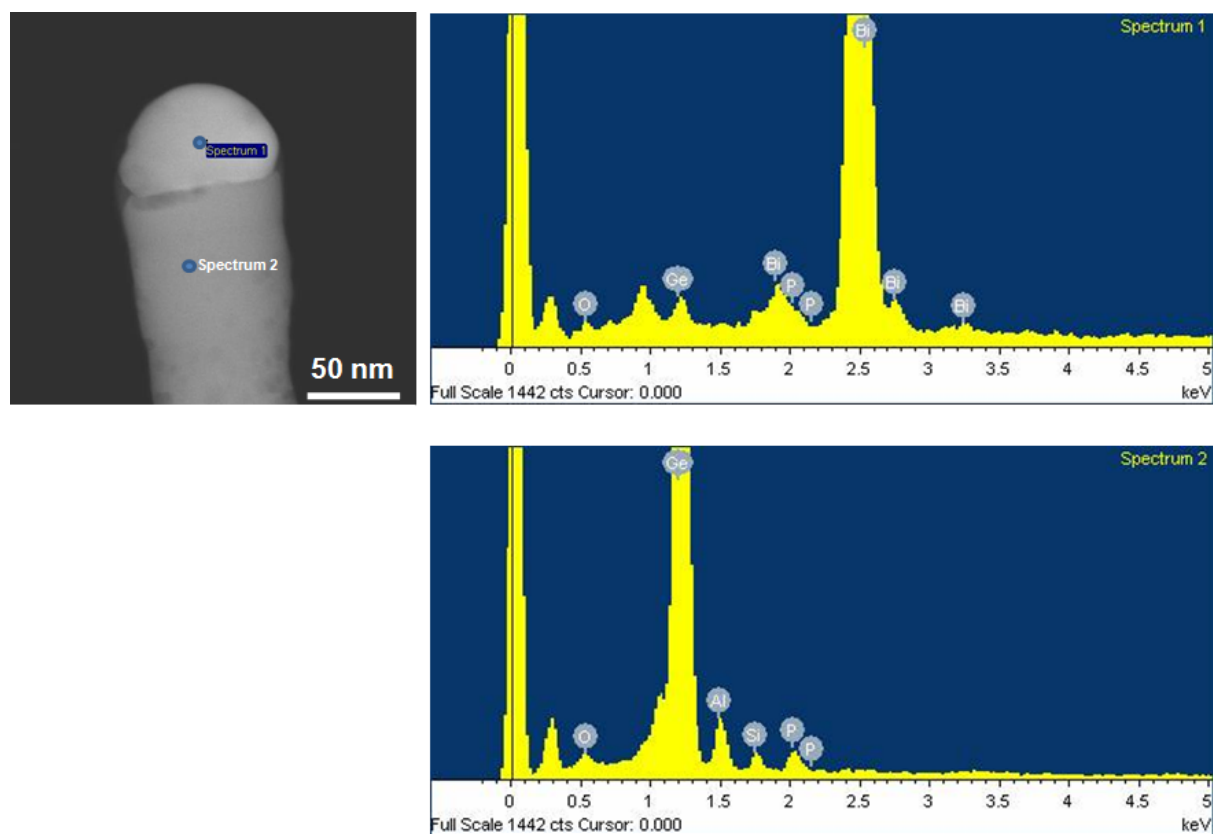 Spectrum 1
Spectrum 2
50 nm
Spectrum 1
Bi
O
Ge
Bi
P
P
Bi
Bi
0 0.5 1 1.5 2 2.5 3 3.5 4 4.5 5
Full Scale 1442 cts Cursor: 0.000 keV
Spectrum 2
Ge
O
Al
Si
P
P
0 0.5 1 1.5 2 2.5 3 3.5 4 4.5 5
Full Scale 1442 cts Cursor: 0.000 keV